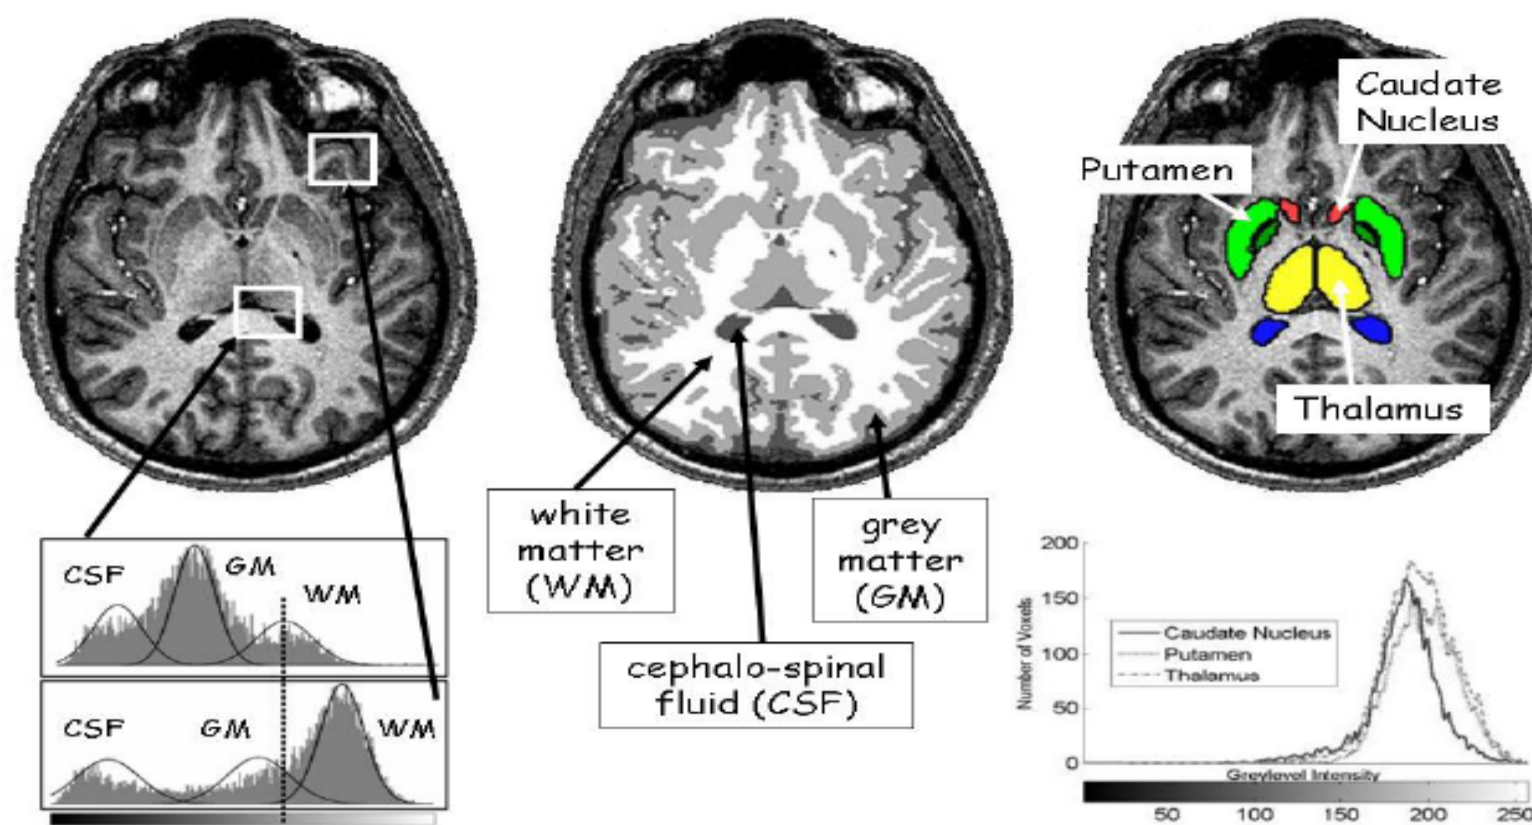 Caudate
Nucleus
Putamen
Thalamus
white
matter
(WM)
grey
matter
(GM)
cephalo-spinal
fluid (CSF)
CSF
GM
WM
CSF
GM
WM
200
150
100
50
0
Number of Voxels
Caudate Nucleus
Putamen
Thalamus
Greylevel Intensity
50
100
150
200
250